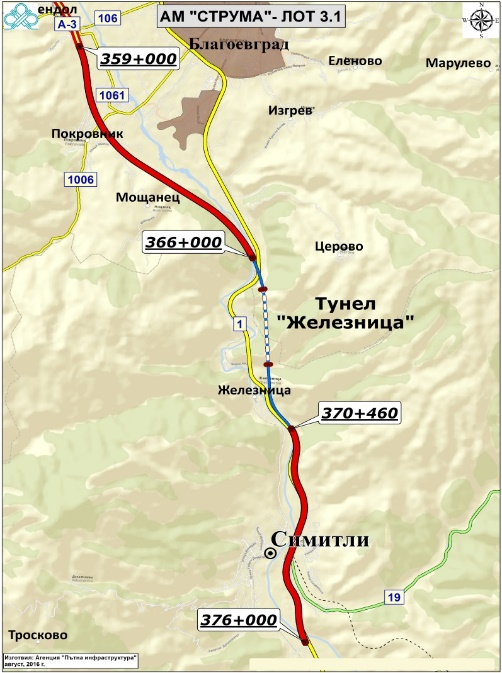 ендол
106
АМ "СТРУМА"- ЛОТ 3.1
А-3
359+000
Благоевград
Еленово
Марулево
1061
Изгрев
Покровник
1006
Мощанец
366+000
Церово
Тунел
"Железница"
1
Железница
370+460
Симитли
19
376+000
Тросково
Изготвил: Агенция "Пътна инфраструктура"
август, 2016 г.